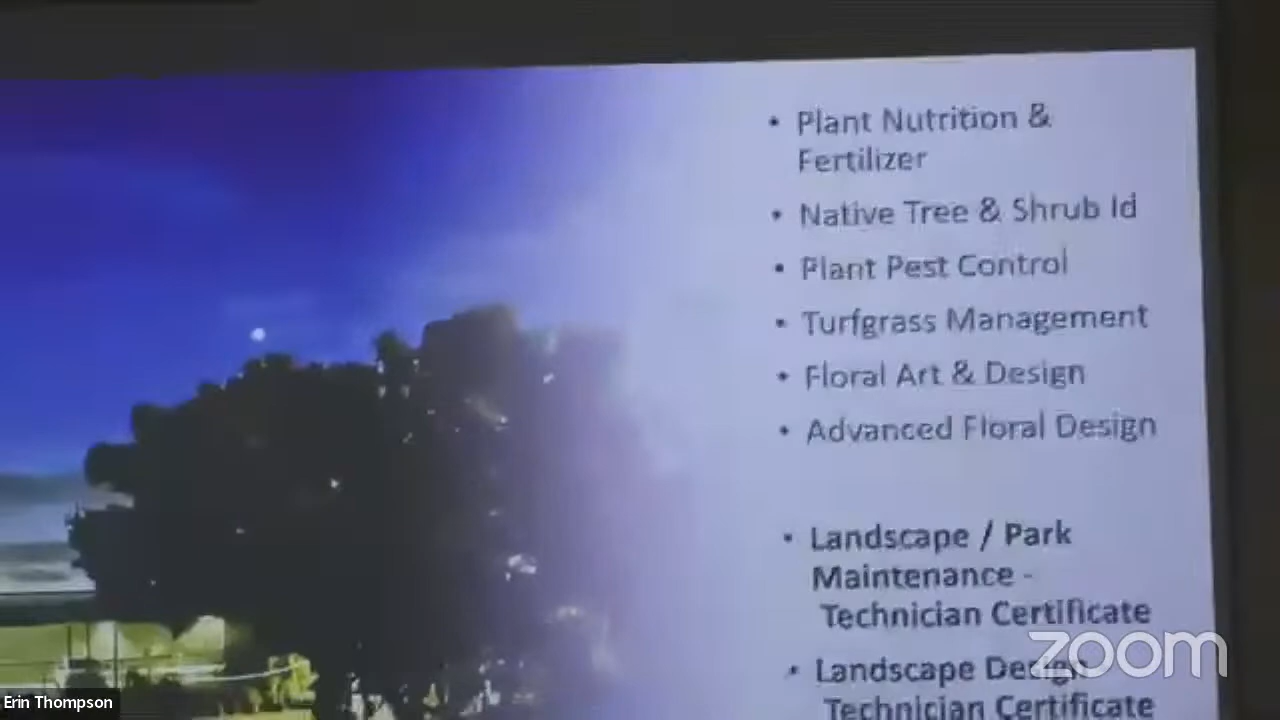 • Plant Nutrition &
Fertilizer
• Native Tree & Shrub Id
• Plant Pest Control
• Turfgrass Management
• Floral Art & Design
• Advanced Floral Design
• Landscape / Park
Maintenance -
Technician Certificate
• Landscape Design
Technician Certificate
zoom
Erin Thompson